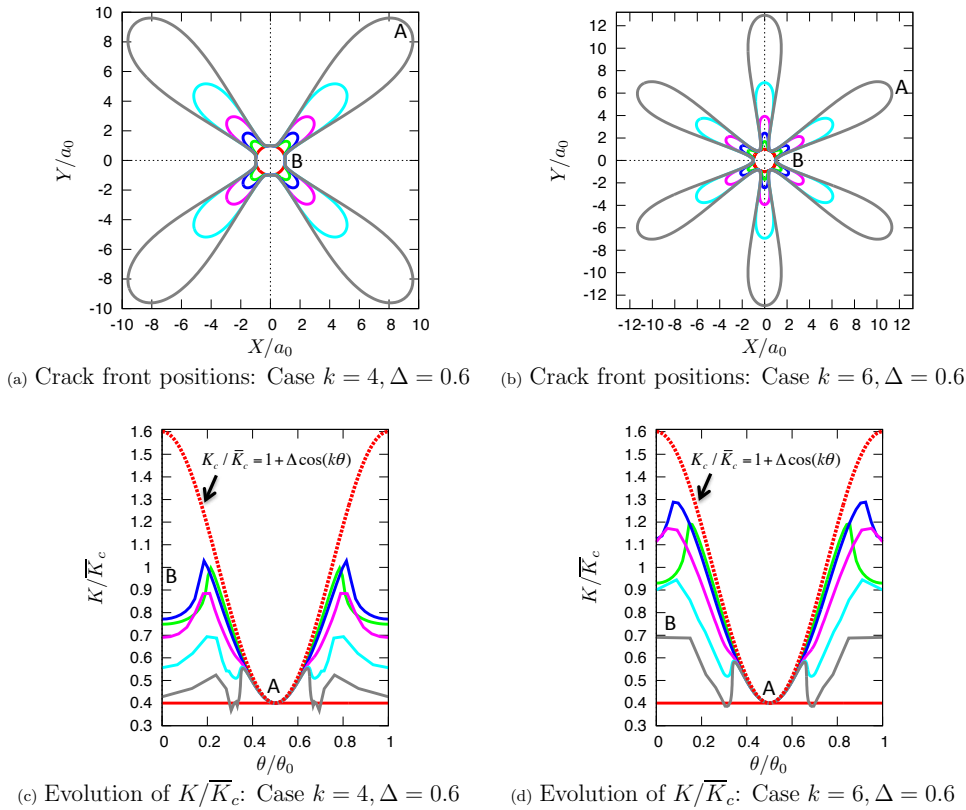 10
8
6
4
2
0
-2
-4
-6
-8
-10
Y/a₀
A
B
-10 -8 -6 -4 -2 0 2 4 6 8 10
X/a₀
(a) Crack front positions: Case k = 4, Δ = 0.6
12
10
8
6
4
2
0
-2
-4
-6
-8
-10
-12
Y/a₀
A
B
-12-10 -8 -6 -4 -2 0 2 4 6 8 10 12
X/a₀
(b) Crack front positions: Case k = 6, Δ = 0.6
1.6
1.5
1.4
1.3
1.2
1.1
1
0.9
0.8
0.7
0.6
0.5
0.4
0.3
K/K̅c
Kc / K̅c = 1 + Δcos(kθ)
B
A
0 0.2 0.4 0.6 0.8 1
θ/θ₀
(c) Evolution of K/K̅c: Case k = 4, Δ = 0.6
1.6
1.5
1.4
1.3
1.2
1.1
1
0.9
0.8
0.7
0.6
0.5
0.4
0.3
K/K̅c
Kc / K̅c = 1 + Δcos(kθ)
B
A
0 0.2 0.4 0.6 0.8 1
θ/θ₀
(d) Evolution of K/K̅c: Case k = 6, Δ = 0.6